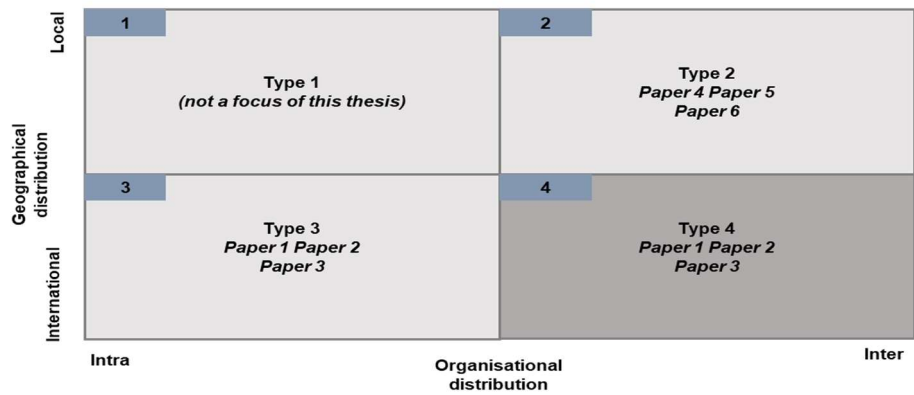 Local
1
Type 1
(not a focus of this thesis)
2
Type 2
Paper 4 Paper 5
Paper 6
Geographical
distribution
3
Type 3
Paper 1 Paper 2
Paper 3
4
Type 4
Paper 1 Paper 2
Paper 3
International
Intra
Organisational
distribution
Inter